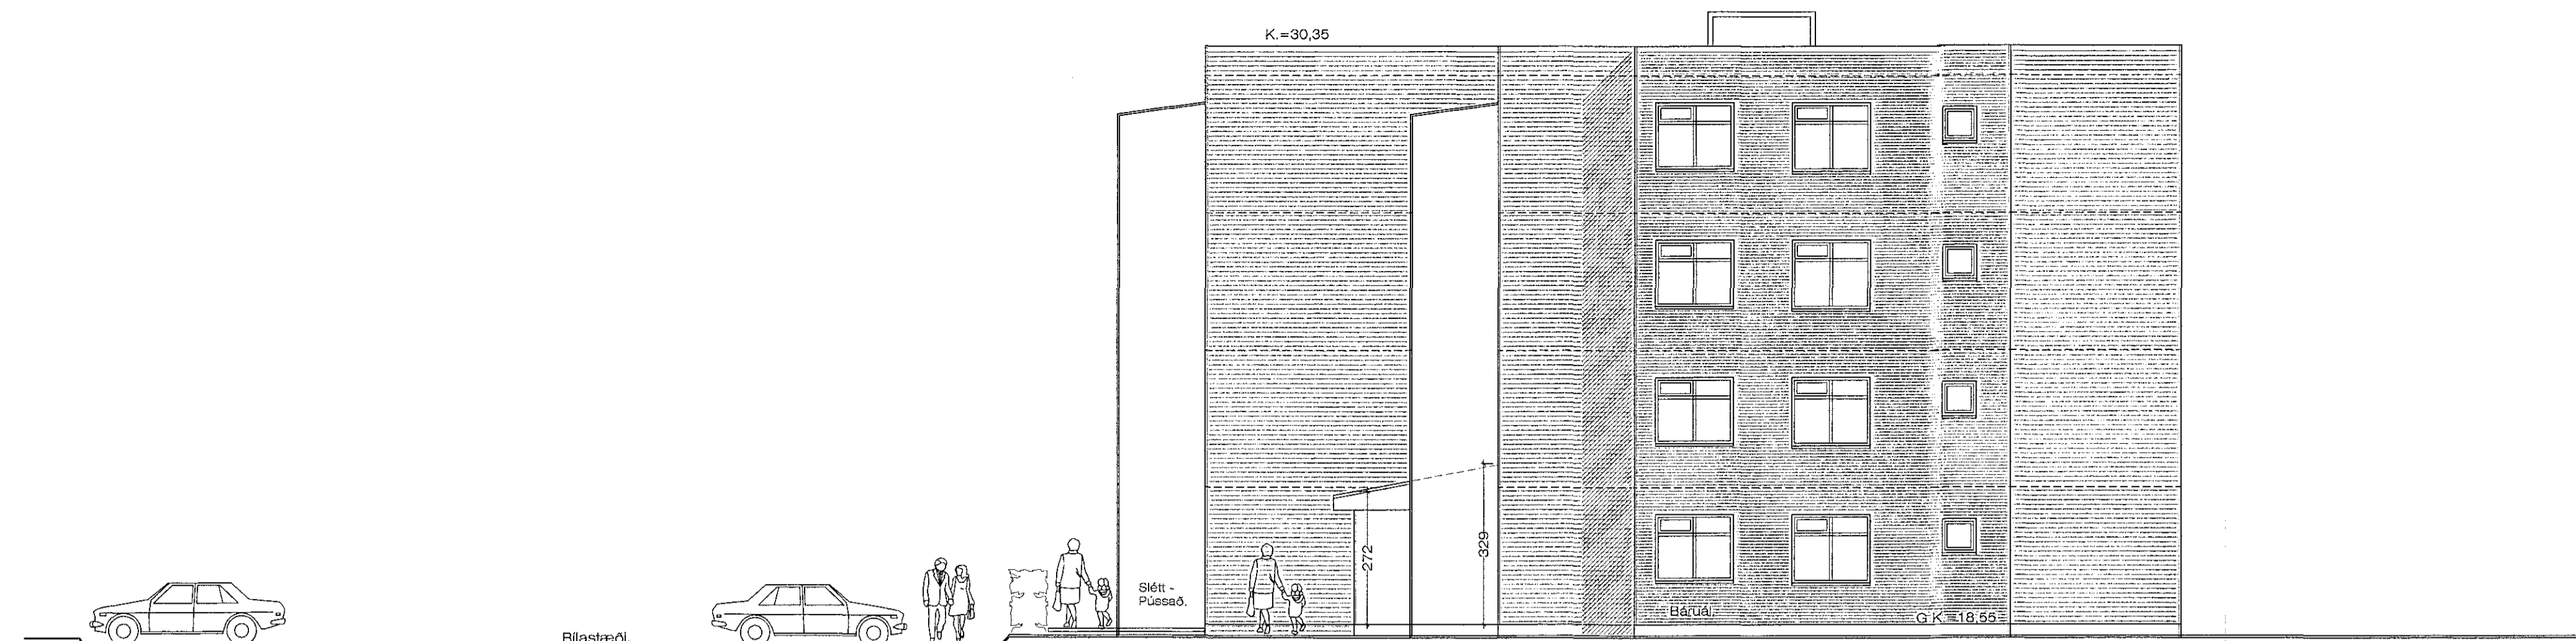 K.=30,35
272
329
Slétt -
Pússað.
Báruál.
G.K.=18,55
Bílastæði.